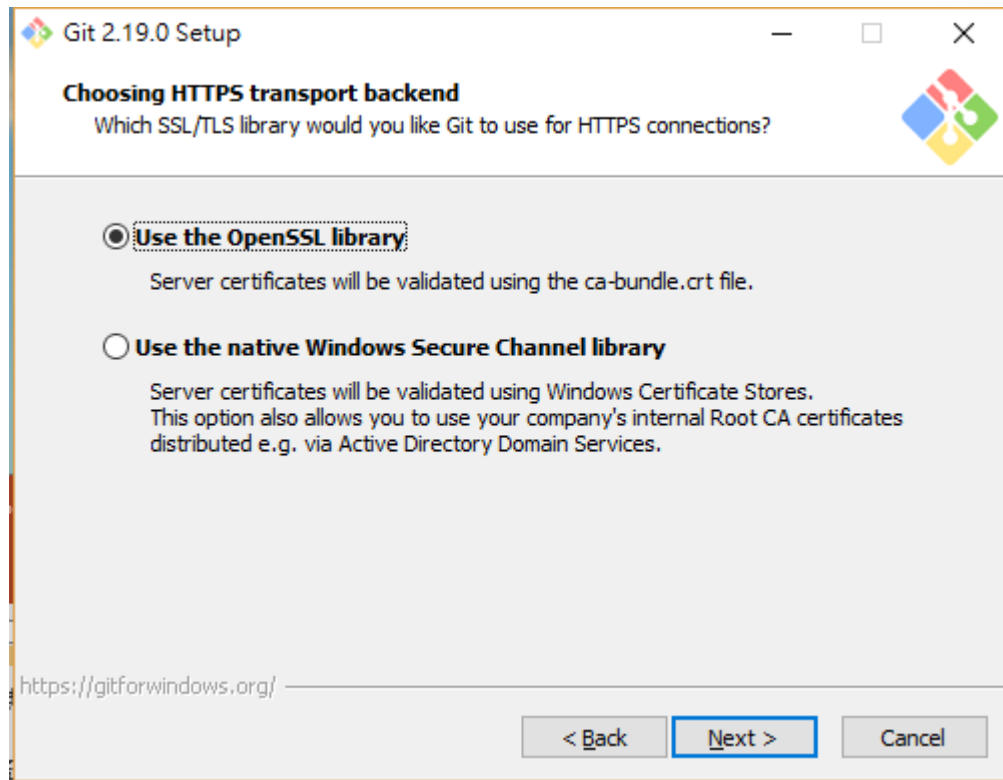 Git 2.19.0 Setup
Choosing HTTPS transport backend
Which SSL/TLS library would you like Git to use for HTTPS connections?
Use the OpenSSL library
Server certificates will be validated using the ca-bundle.crt file.
Use the native Windows Secure Channel library
Server certificates will be validated using Windows Certificate Stores.
This option also allows you to use your company's internal Root CA certificates
distributed e.g. via Active Directory Domain Services.
https://gitforwindows.org/
< Back Next > Cancel